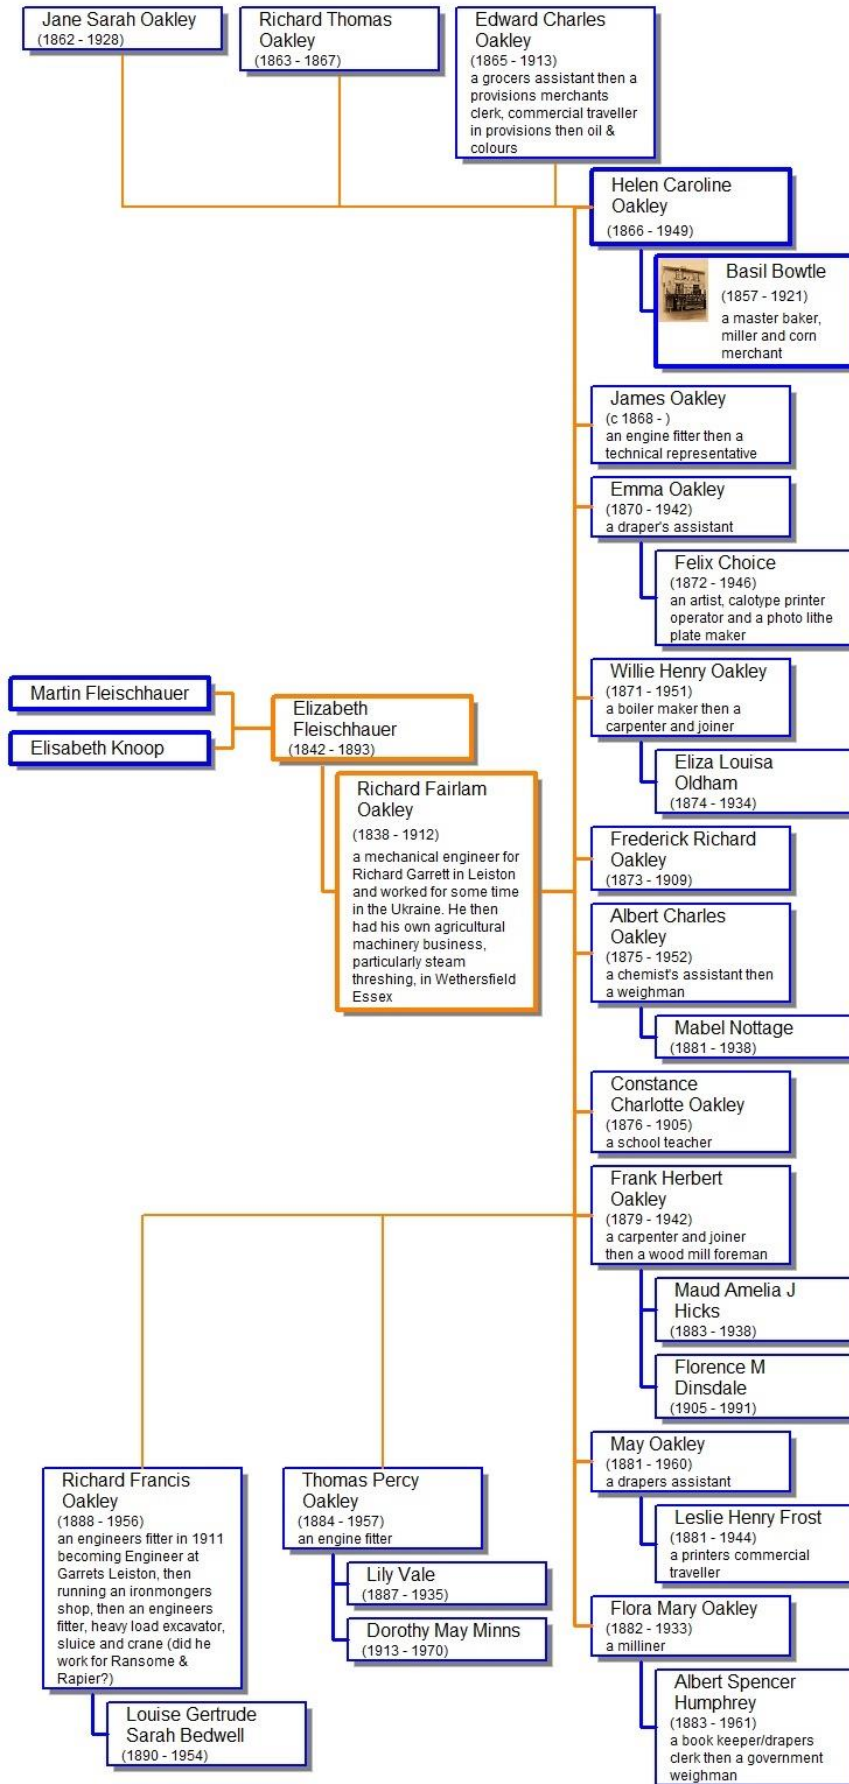 Jane Sarah Oakley
(1862 - 1928)
Richard Thomas
Oakley
(1863 - 1867)
Edward Charles
Oakley
(1865 - 1913)
a grocers assistant then a
provisions merchants
clerk, commercial traveller
in provisions then oil &
colours
Helen Caroline
Oakley
(1866 - 1949)
Basil Bowtle
(1857 - 1921)
a master baker,
miller and corn
merchant
James Oakley
(c 1868 - )
an engine fitter then a
technical representative
Emma Oakley
(1870 - 1942)
a draper's assistant
Felix Choice
(1872 - 1946)
an artist, calotype printer
operator and a photo lithe
plate maker
Willie Henry Oakley
(1871 - 1951)
a boiler maker then a
carpenter and joiner
Eliza Louisa
Oldham
(1874 - 1934)
Martin Fleischhauer
Elisabeth Knoop
Elizabeth
Fleischhauer
(1842 - 1893)
Richard Fairlam
Oakley
(1838 - 1912)
a mechanical engineer for
Richard Garrett in Leiston
and worked for some time
in the Ukraine. He then
had his own agricultural
machinery business,
particularly steam
threshing, in Wethersfield
Essex
Frederick Richard
Oakley
(1873 - 1909)
Albert Charles
Oakley
(1875 - 1952)
a chemist's assistant then
a weighman
Mabel Nottage
(1881 - 1938)
Constance
Charlotte Oakley
(1876 - 1905)
a school teacher
Frank Herbert
Oakley
(1879 - 1942)
a carpenter and joiner
then a wood mill foreman
Maud Amelia J
Hicks
(1883 - 1938)
Florence M
Dinsdale
(1905 - 1991)
May Oakley
(1881 - 1960)
a drapers assistant
Leslie Henry Frost
(1881 - 1944)
a printers commercial
traveller
Flora Mary Oakley
(1882 - 1933)
a milliner
Albert Spencer
Humphrey
(1883 - 1961)
a book keeper/drapers
clerk then a government
weighman
Richard Francis
Oakley
(1888 - 1956)
an engineers fitter in 1911
becoming Engineer at
Garrets Leiston, then
running an ironmongers
shop, then an engineers
fitter, heavy load excavator,
sluice and crane (did he
work for Ransome &
Rapier?)
Louise Gertrude
Sarah Bedwell
(1890 - 1954)
Thomas Percy
Oakley
(1884 - 1957)
an engine fitter
Lily Vale
(1887 - 1935)
Dorothy May Minns
(1913 - 1970)